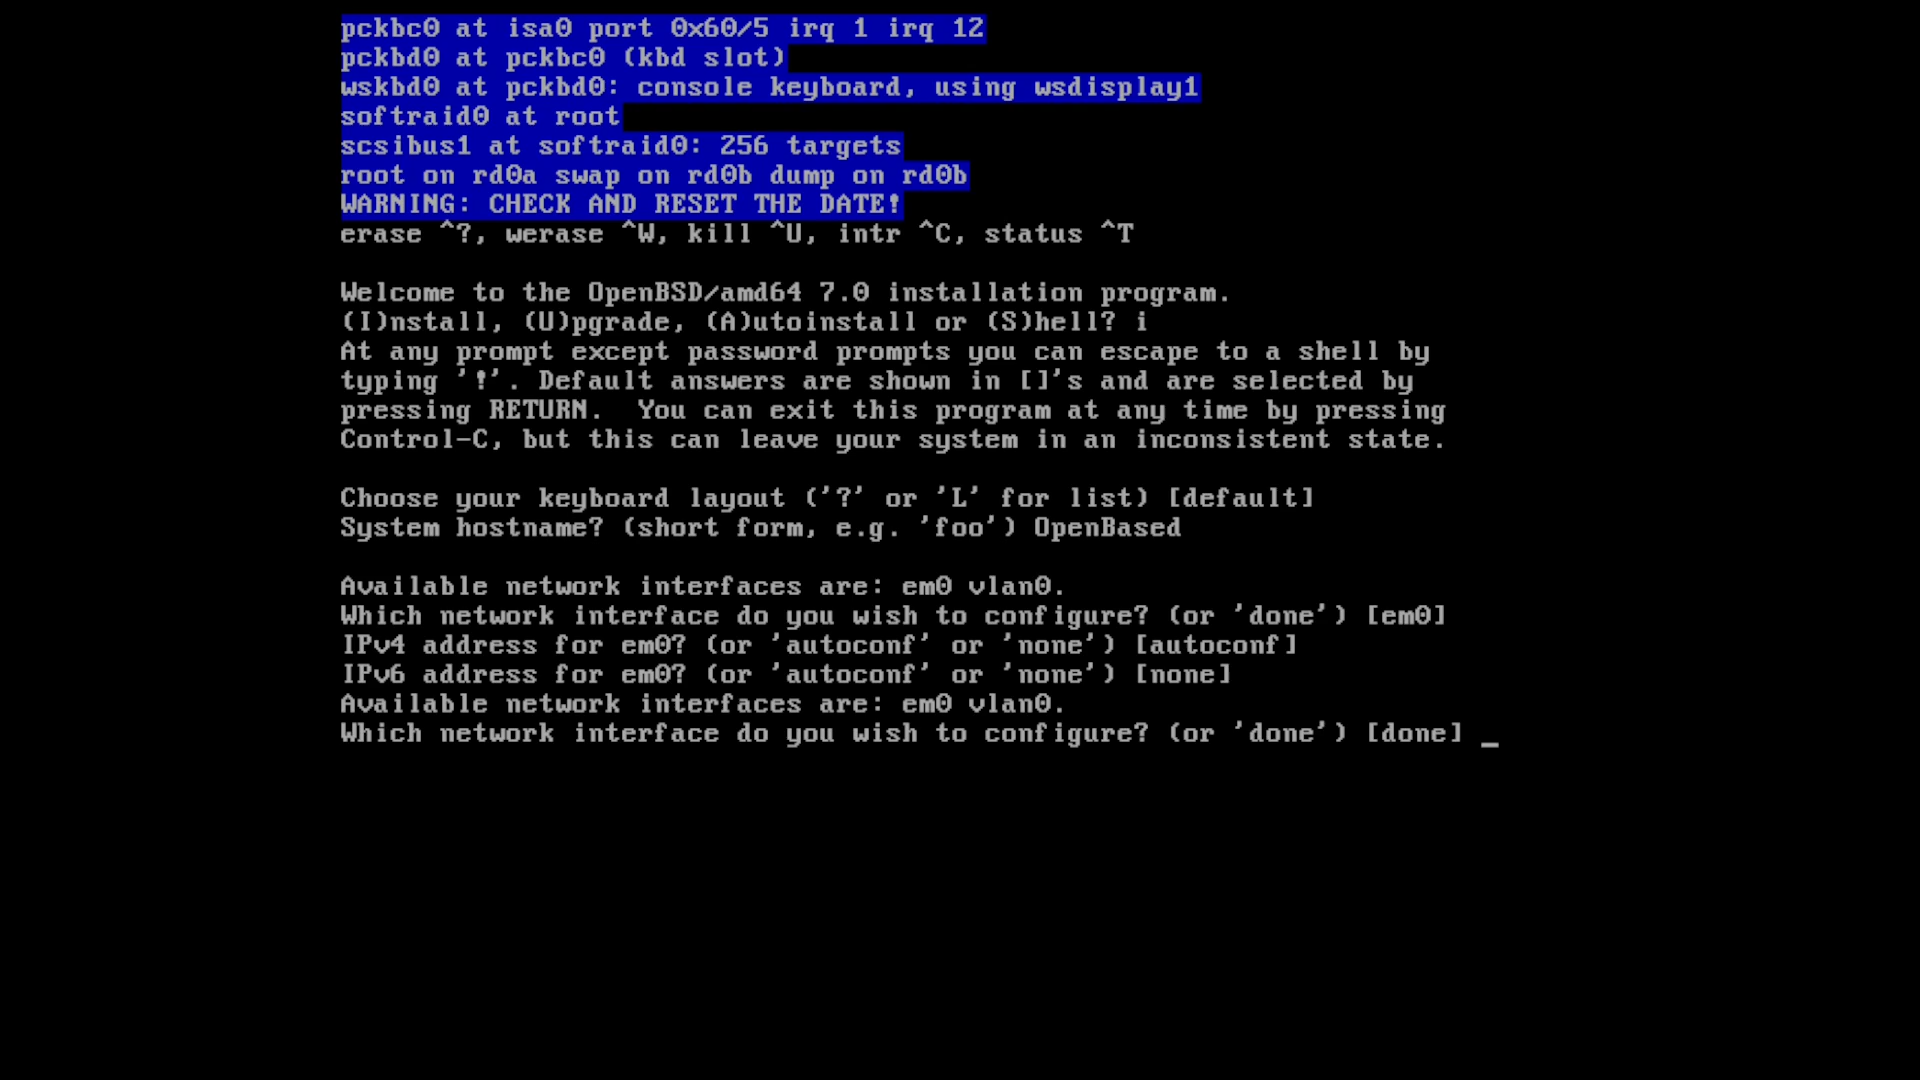 pckbc0 at isa0 port 0x60/5 irq 1 irq 12
pckbd0 at pckbc0 (kbd slot)
wskbd0 at pckbd0: console keyboard, using wsdisplay1
softraid0 at root
scsibus1 at softraid0: 256 targets
root on rd0a swap on rd0b dump on rd0b
WARNING: CHECK AND RESET THE DATE!
erase ^?, werase ^W, kill ^U, intr ^C, status ^T
Welcome to the OpenBSD/amd64 7.0 installation program.
(I)nstall, (U)pgrade, (A)utoinstall or (S)hell? i
At any prompt except password prompts you can escape to a shell by
typing '!'. Default answers are shown in []'s and are selected by
pressing RETURN.  You can exit this program at any time by pressing
Control-C, but this can leave your system in an inconsistent state.
Choose your keyboard layout ('?' or 'L' for list) [default]
System hostname? (short form, e.g. 'foo') OpenBased
Available network interfaces are: em0 vlan0.
Which network interface do you wish to configure? (or 'done') [em0]
IPv4 address for em0? (or 'autoconf' or 'none') [autoconf]
IPv6 address for em0? (or 'autoconf' or 'none') [none]
Available network interfaces are: em0 vlan0.
Which network interface do you wish to configure? (or 'done') [done] _